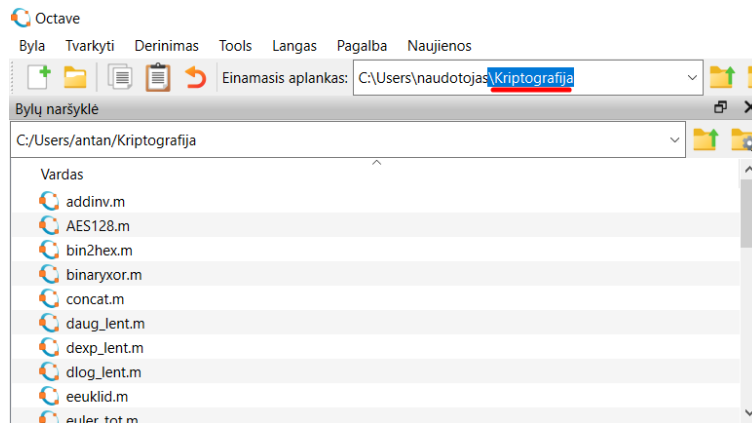 Octave
Byla Tvarkyti Derinimas Tools Langas Pagalba Naujienos
Einamasis aplankas: C:\Users\naudotojas\Kriptografija
Bylų naršyklė
C:/Users/antan/Kriptografija
Vardas
addinv.m
AES128.m
bin2hex.m
binaryxor.m
concat.m
daug_lent.m
dexp_lent.m
dlog_lent.m
eeuklid.m
euler_tot.m